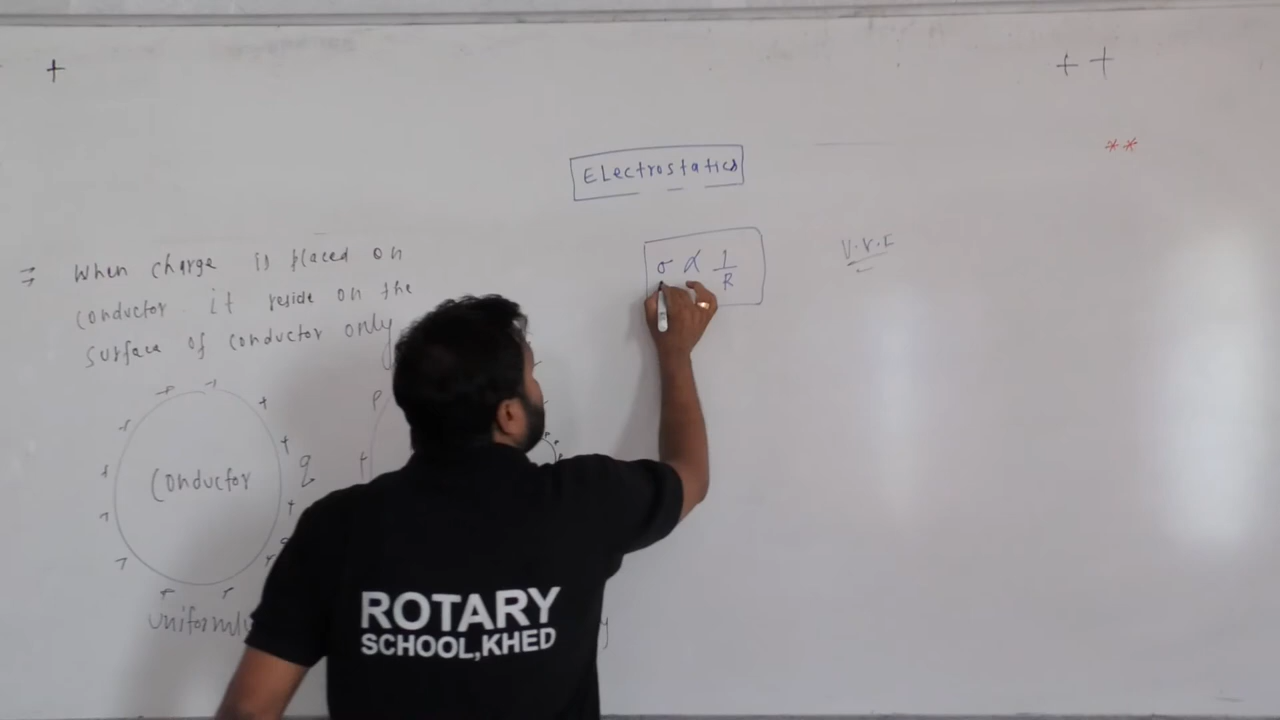 Electrostatics
⇒ When charge is placed on
conductor. it reside on the
surface of conductor only
σ ∝ 1/R
V.V.I
**
Conductor
q
P
ROTARY
SCHOOL,KHED